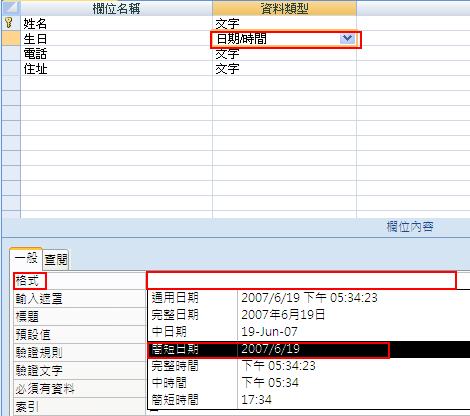 欄位名稱 資料類型
姓名 文字
生日 日期/時間
電話 文字
住址 文字
欄位內容
一般 查閱
格式
輸入遮罩 通用日期 2007/6/19 下午 05:34:23
標題 完整日期 2007年6月19日
預設值 中日期 19-Jun-07
驗證規則 簡短日期 2007/6/19
驗證文字 完整時間 下午 05:34:23
必須有資料 中時間 下午 05:34
索引 簡短時間 17:34